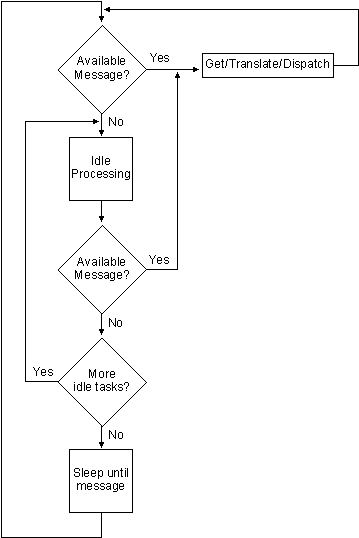 Available
Message?
Yes
Get/Translate/Dispatch
No
Idle
Processing
Available
Message?
Yes
No
More
idle tasks?
Yes
No
Sleep until
message